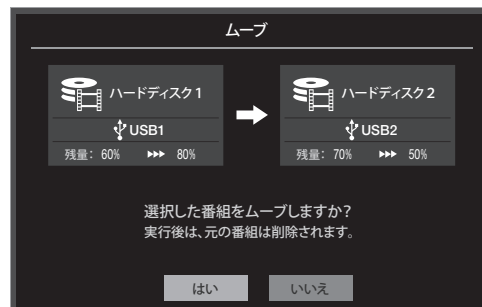 ムーブ
ハードディスク1
USB1
残量: 60% ▸▸▸ 80%
ハードディスク2
USB2
残量: 70% ▸▸▸ 50%
選択した番組をムーブしますか?
実行後は、元の番組は削除されます。
はい
いいえ